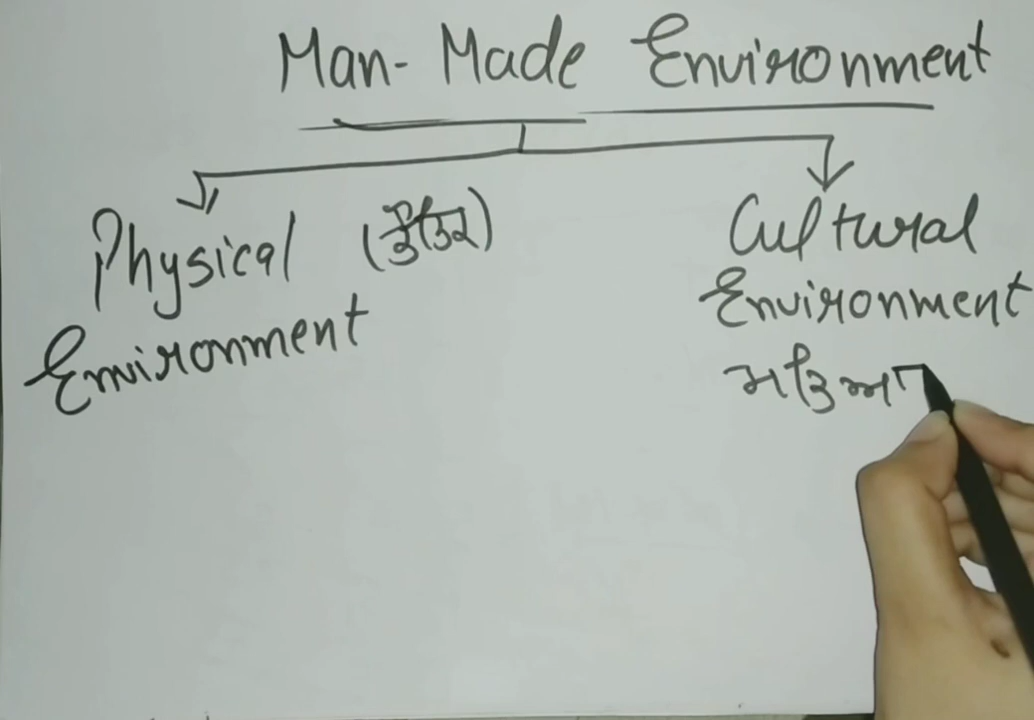 Man-Made Environment
Physical (ਭੌਤਿਕ)
Environment
Cultural
Environment